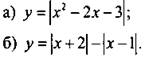 а) y = |x² – 2x – 3|;
б) y = |x + 2| – |x – 1|.